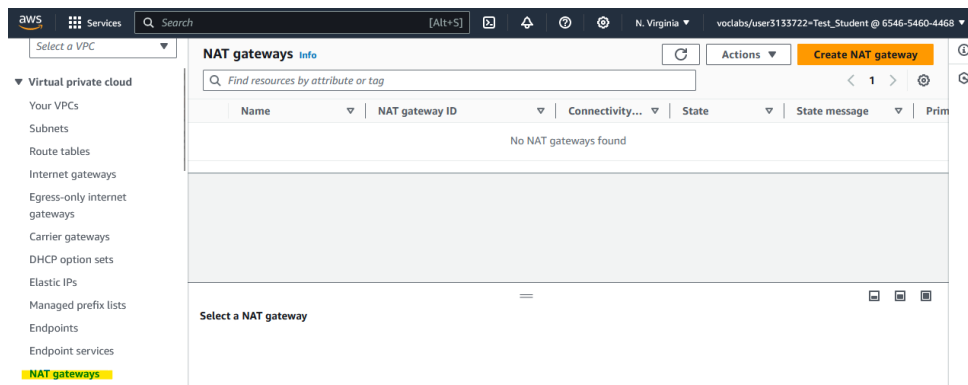 aws Services Search [Alt+S] N. Virginia voclabs/user3133722=Test_Student @ 6546-5460-4468
Select a VPC
Virtual private cloud
Your VPCs
Subnets
Route tables
Internet gateways
Egress-only internet
gateways
Carrier gateways
DHCP option sets
Elastic IPs
Managed prefix lists
Endpoints
Endpoint services
NAT gateways
NAT gateways Info Actions Create NAT gateway
Find resources by attribute or tag 1
Name NAT gateway ID Connectivity... State State message Prim
No NAT gateways found
Select a NAT gateway